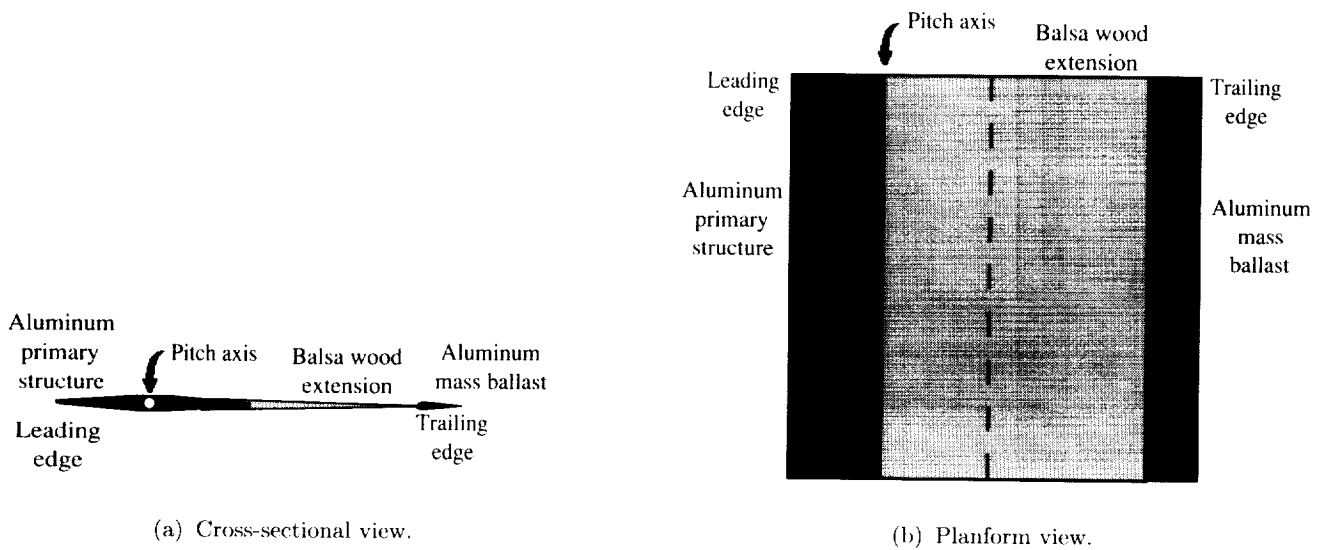 Aluminum
primary
structure
Pitch axis
Balsa wood
extension
Aluminum
mass ballast
Leading
edge
Trailing
edge
(a) Cross-sectional view.
Pitch axis
Balsa wood
extension
Leading
edge
Trailing
edge
Aluminum
primary
structure
Aluminum
mass
ballast
(b) Planform view.